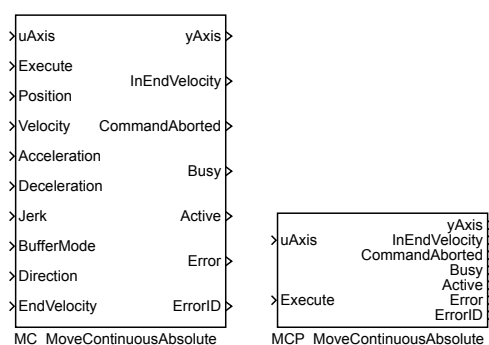 uAxis yAxis
Execute
InEndVelocity
Position
Velocity CommandAborted
Acceleration
Busy
Deceleration
Jerk Active
BufferMode
Error
Direction
EndVelocity ErrorID
MC_MoveContinuousAbsolute
yAxis
uAxis InEndVelocity
CommandAborted
Busy
Active
Execute Error
ErrorID
MCP_MoveContinuousAbsolute